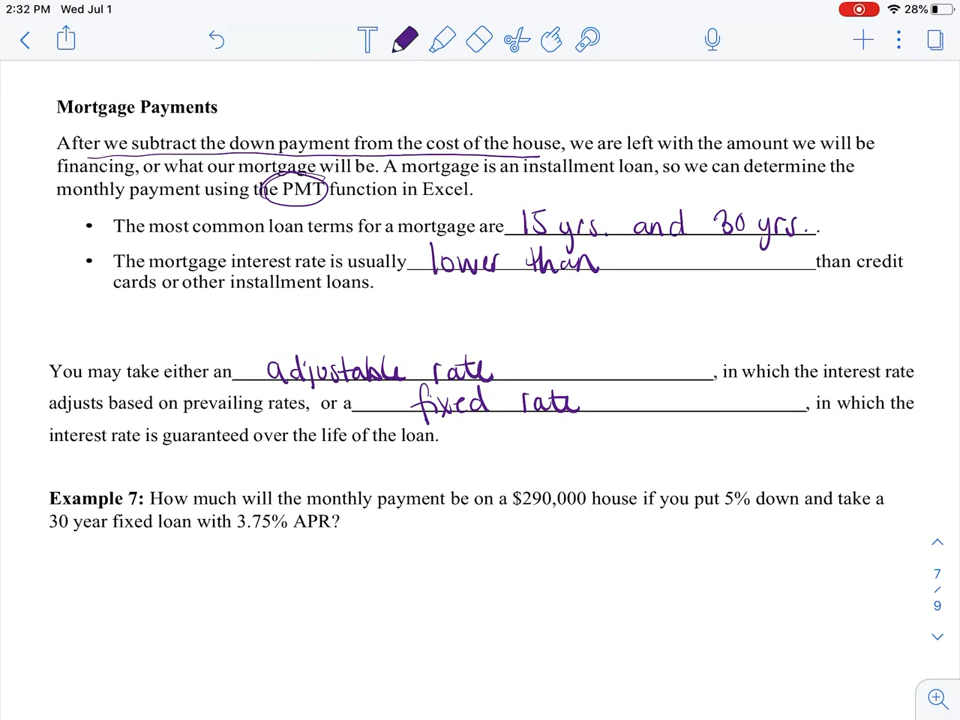 2:32 PM Wed Jul 1 28%
T
Mortgage Payments
After we subtract the down payment from the cost of the house, we are left with the amount we will be
financing, or what our mortgage will be. A mortgage is an installment loan, so we can determine the
monthly payment using the PMT function in Excel.
• The most common loan terms for a mortgage are 15 yrs. and 30 yrs..
• The mortgage interest rate is usually lower than than credit
cards or other installment loans.
You may take either an adjustable rate, in which the interest rate
adjusts based on prevailing rates, or a fixed rate, in which the
interest rate is guaranteed over the life of the loan.
Example 7: How much will the monthly payment be on a $290,000 house if you put 5% down and take a
30 year fixed loan with 3.75% APR?
7
/
9